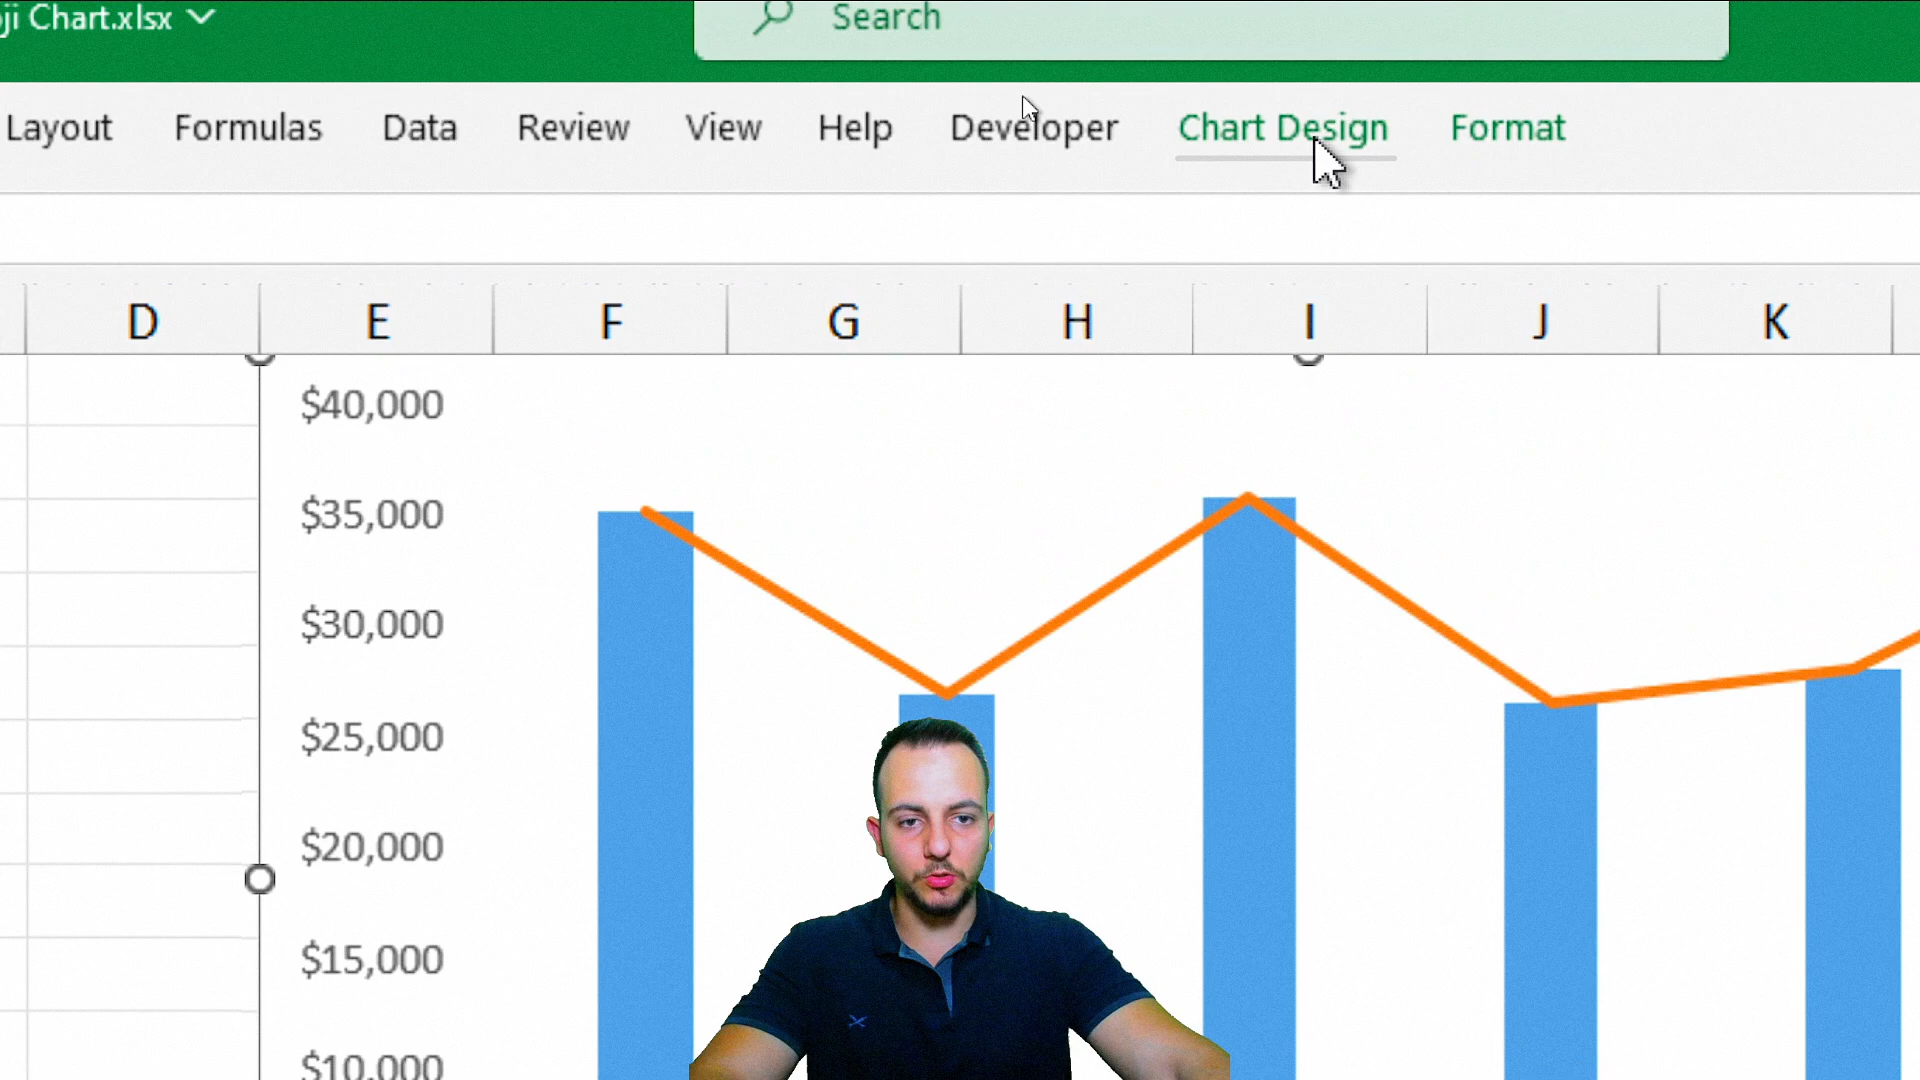 ji Chart.xlsx
Search
Layout Formulas Data Review View Help Developer Chart Design Format
D E F G H I J K
$40,000
$35,000
$30,000
$25,000
$20,000
$15,000
$10,000